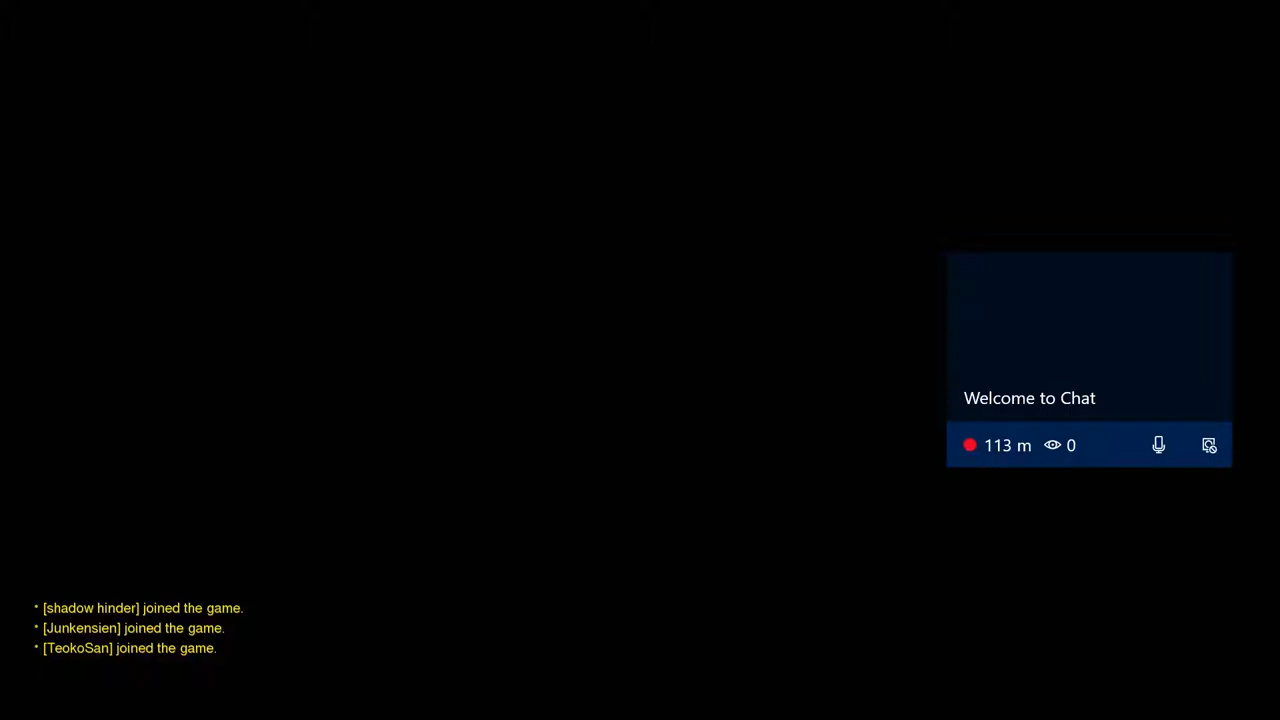 Welcome to Chat
113 m 0
• [shadow hinder] joined the game.
• [Junkensien] joined the game.
• [TeokoSan] joined the game.